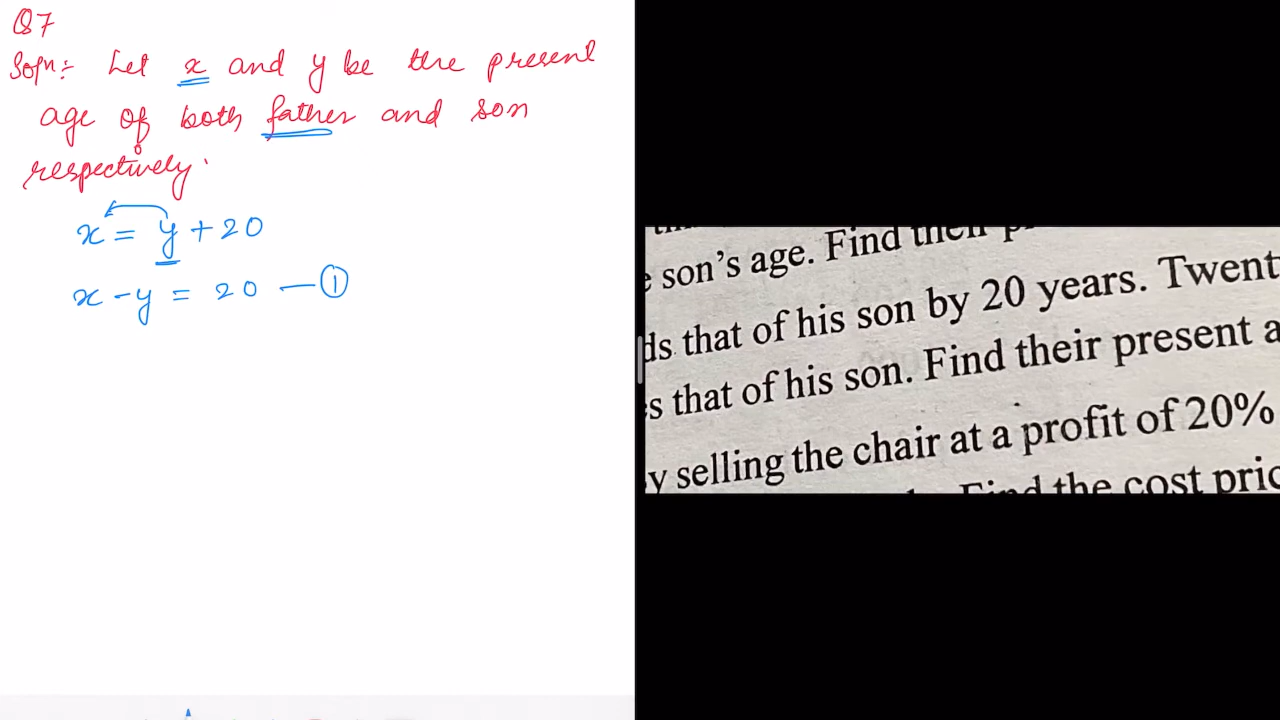 Q7
Soln:- Let x and y be the present
age of both father and son
respectively.
x = y + 20
x - y = 20 — ①
son's age. Find their
ds that of his son by 20 years. Twent
s that of his son. Find their present a
y selling the chair at a profit of 20%
Find the cost pric